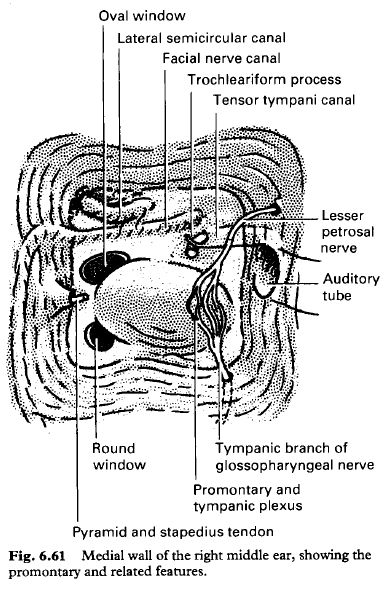 Oval window
Lateral semicircular canal
Facial nerve canal
Trochleariform process
Tensor tympani canal
Lesser
petrosal
nerve
Auditory
tube
Round
window
Tympanic branch of
glossopharyngeal nerve
Promontary and
tympanic plexus
Pyramid and stapedius tendon
Fig. 6.61 Medial wall of the right middle ear, showing the
promontary and related features.